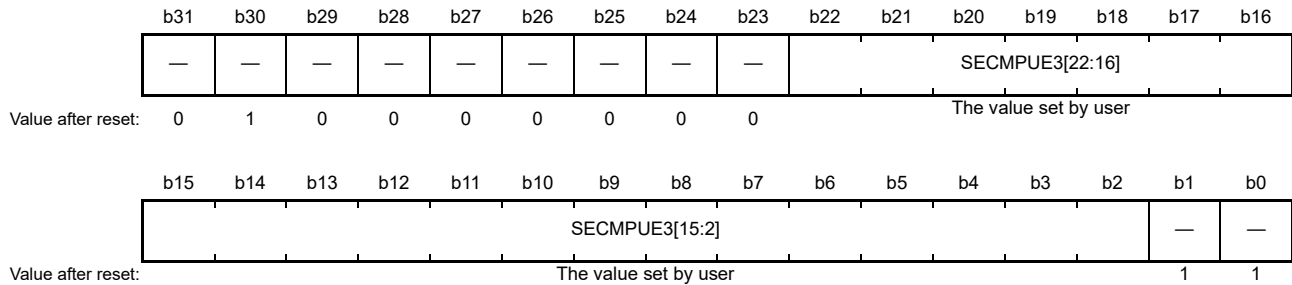 b31 b30 b29 b28 b27 b26 b25 b24 b23 b22 b21 b20 b19 b18 b17 b16
— — — — — — — — — SECMPUE3[22:16]
Value after reset: 0 1 0 0 0 0 0 0 0 The value set by user
b15 b14 b13 b12 b11 b10 b9 b8 b7 b6 b5 b4 b3 b2 b1 b0
SECMPUE3[15:2] — —
Value after reset: The value set by user 1 1